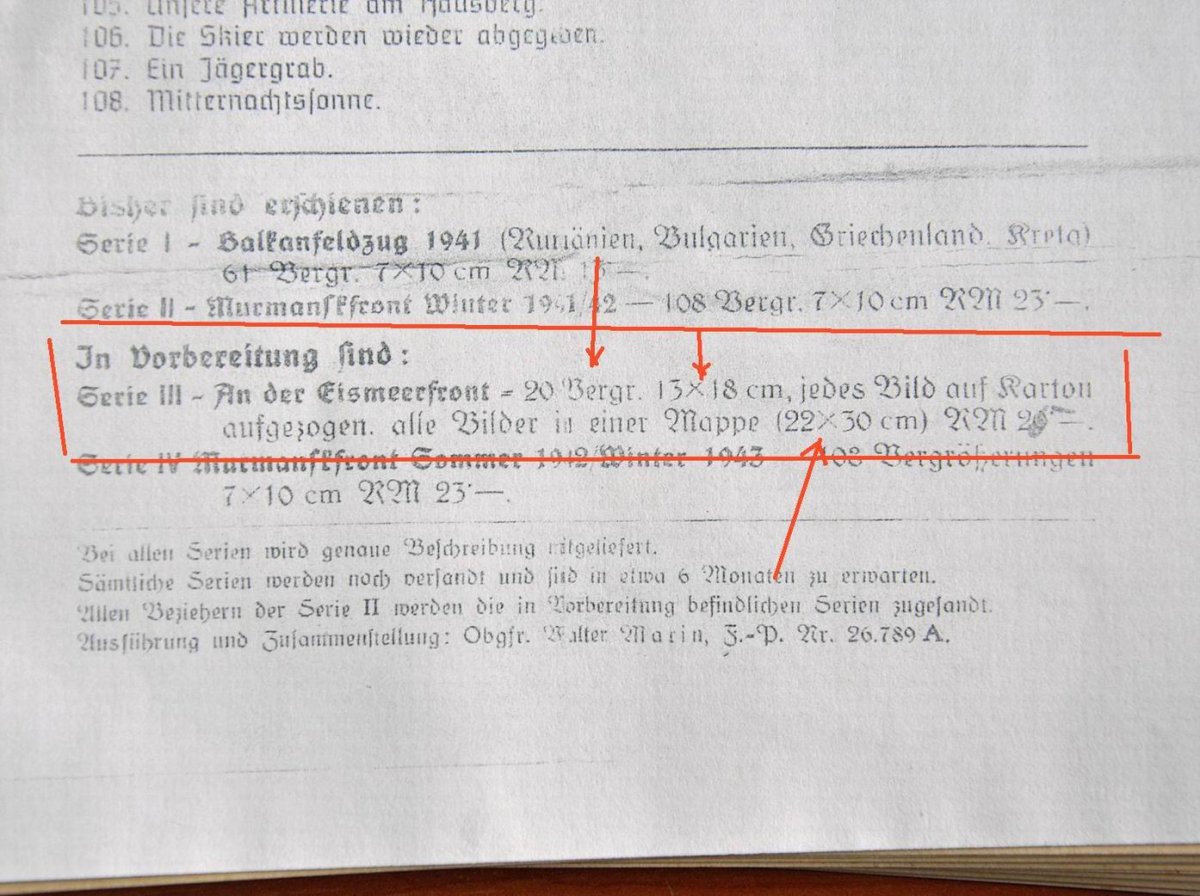 105. Unsere Artillerie am Hausberg.
106. Die Skier werden wieder abgegeben.
107. Ein Jägergrab.
108. Mitternachtssonne.
Bisher sind erschienen:
Serie I - Balkanfeldzug 1941 (Rumänien, Bulgarien, Griechenland, Kreta)
61 Vergr. 7×10 cm RM
Serie II - Murmanskfront Winter 1941/42 — 108 Vergr. 7×10 cm RM 23·—.
In Vorbereitung sind:
Serie III - An der Eismeerfront - 20 Vergr. 13×18 cm, jedes Bild auf Karton
aufgezogen. alle Bilder in einer Mappe (22×30 cm) RM
Serie IV Murmanskfront Sommer 1942/Winter 1943 — 108 Vergrößerungen
7×10 cm RM 23·—.
Bei allen Serien wird genaue Beschreibung mitgeliefert.
Sämtliche Serien werden noch versandt und sind in etwa 6 Monaten zu erwarten.
Allen Beziehern der Serie II werden die in Vorbereitung befindlichen Serien zugesandt.
Ausführung und Zusammenstellung: Obgfr. Walter Marin, F.-P. Nr. 26.789 A.